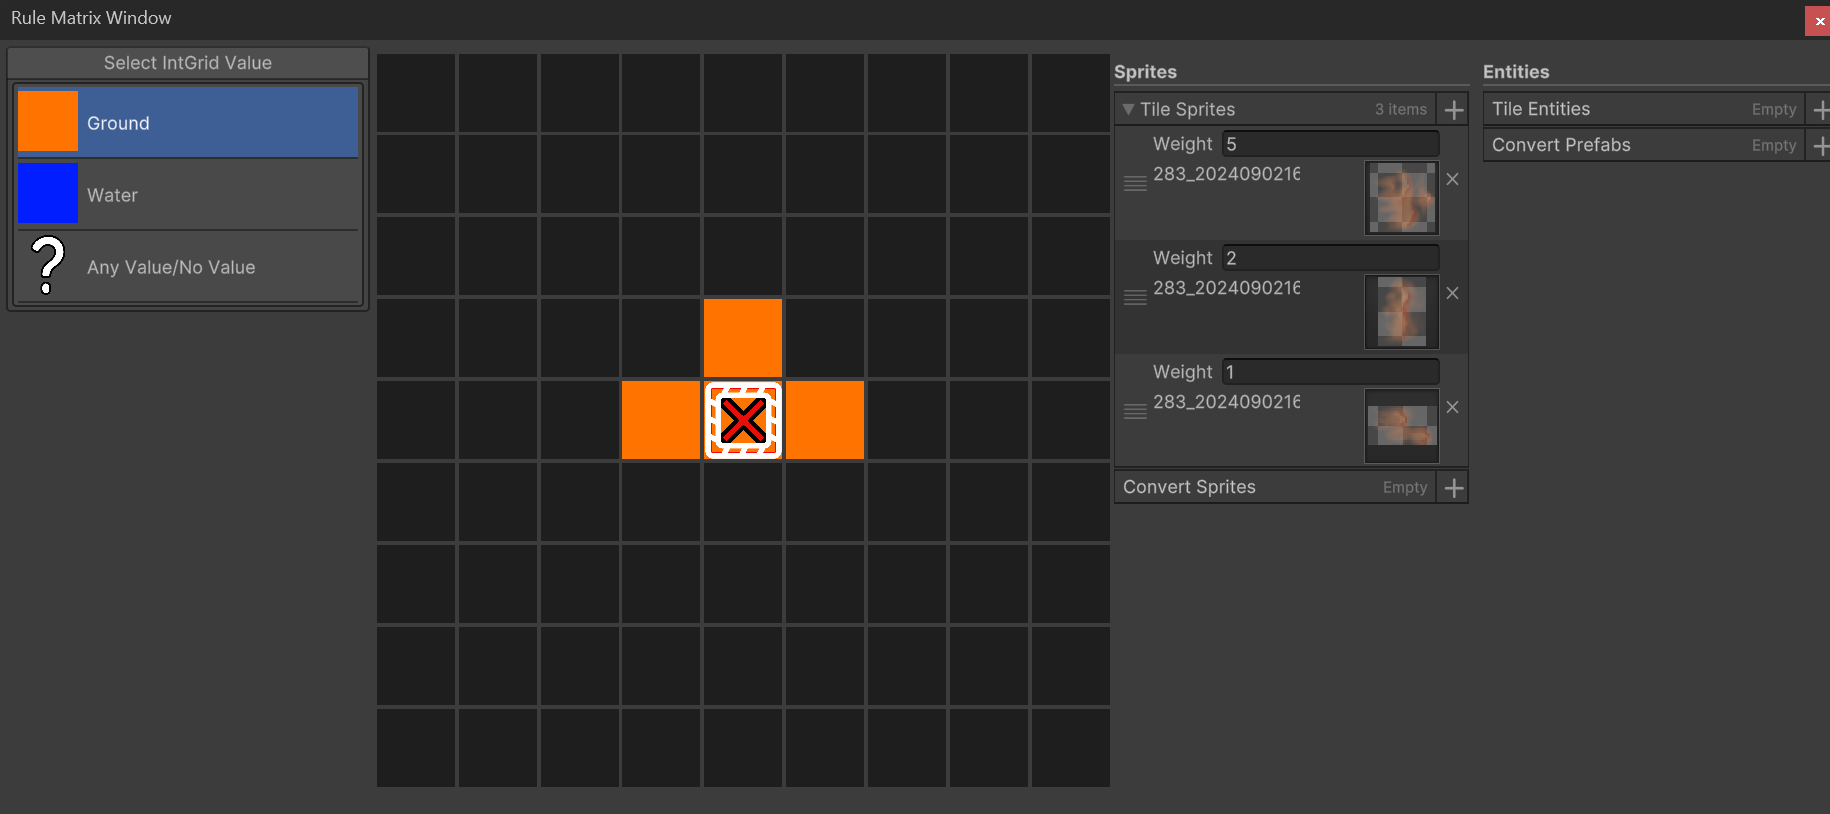 Rule Matrix Window
Select IntGrid Value
Ground
Water
Any Value/No Value
Sprites
Tile Sprites 3 items
Weight 5
283_2024090216
Weight 2
283_2024090216
Weight 1
283_2024090216
Convert Sprites Empty
Entities
Tile Entities Empty
Convert Prefabs Empty